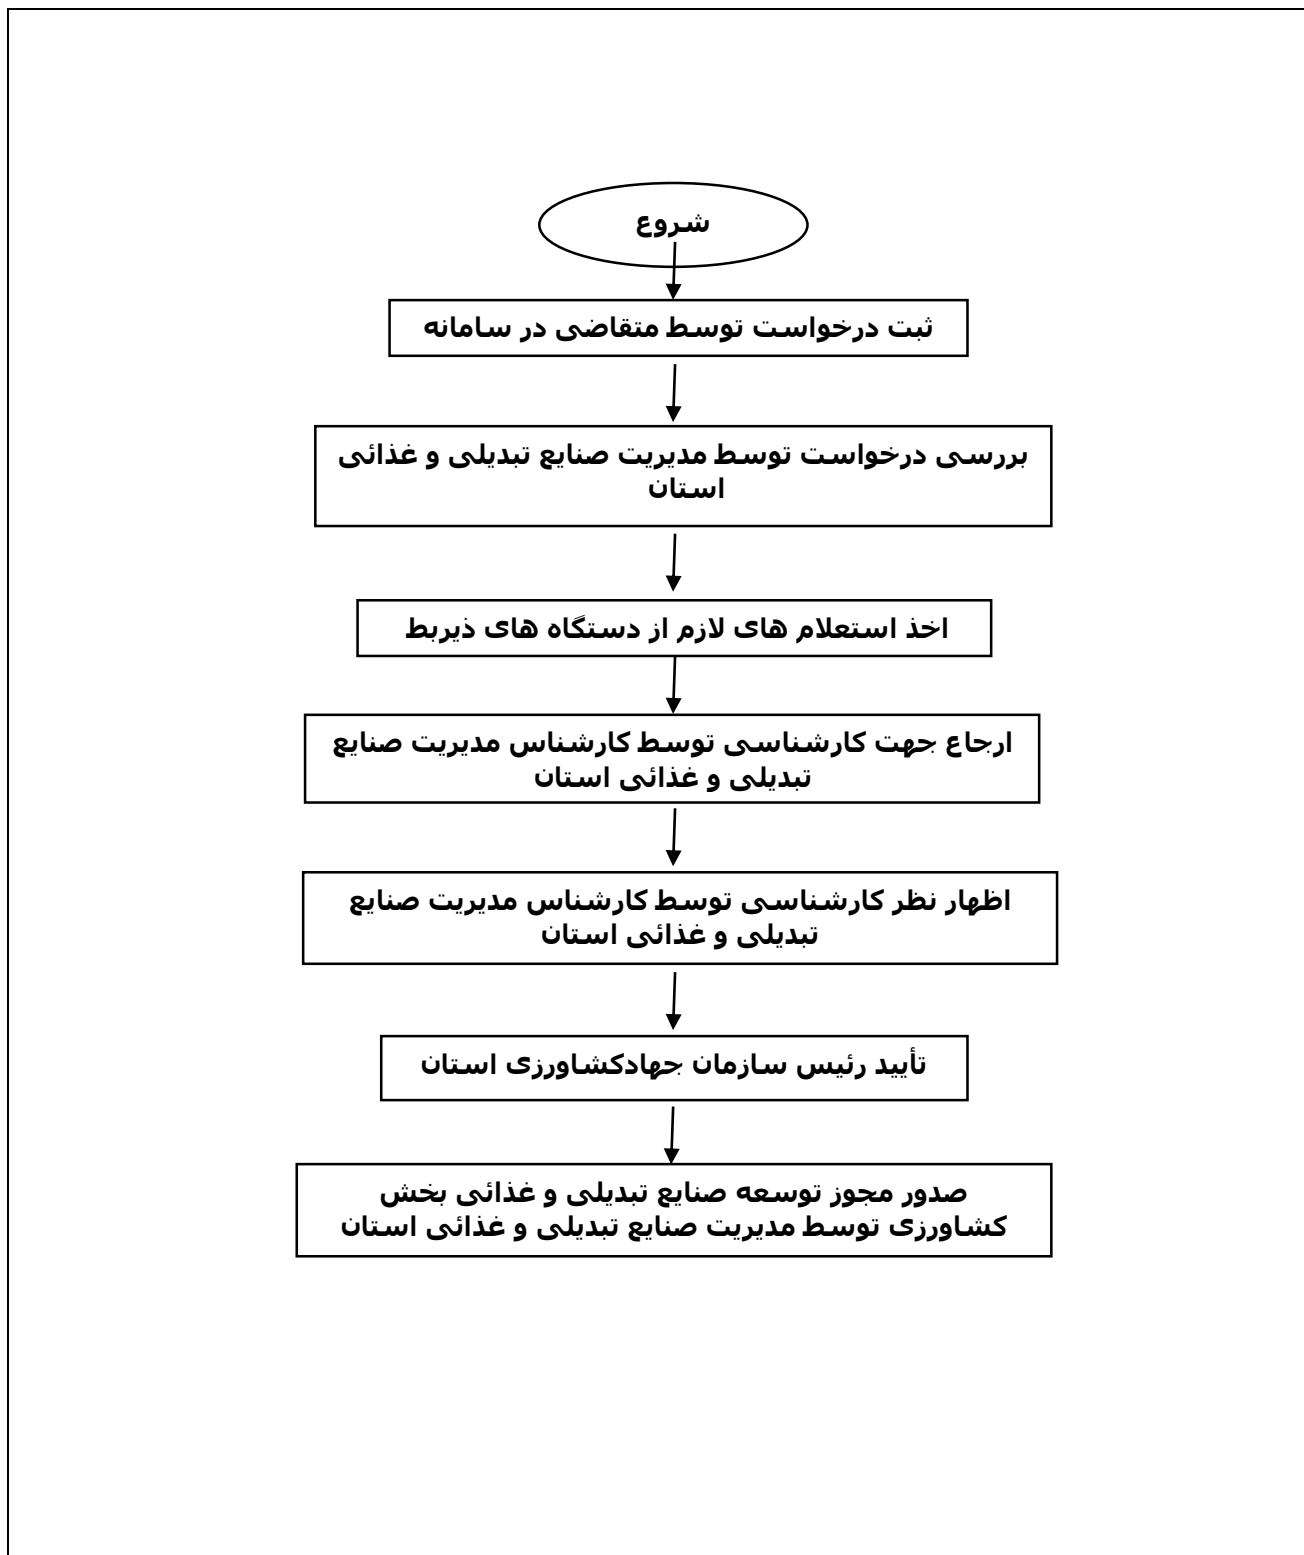 شروع
ثبت درخواست توسط متقاضی در سامانه
بررسی درخواست توسط مدیریت صنایع تبدیلی و غذائی
استان
اخذ استعلام های لازم از دستگاه های ذیربط
ارجاع جهت کارشناسی توسط کارشناس مدیریت صنایع
تبدیلی و غذائی استان
اظهار نظر کارشناسی توسط کارشناس مدیریت صنایع
تبدیلی و غذائی استان
تأیید رئیس سازمان جهادکشاورزی استان
صدور مجوز توسعه صنایع تبدیلی و غذائی بخش
کشاورزی توسط مدیریت صنایع تبدیلی و غذائی استان